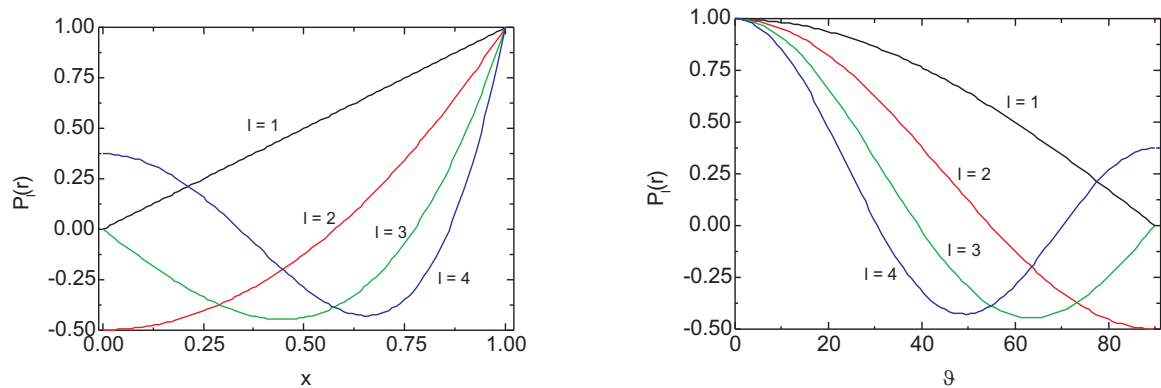 1.00
0.75
0.50
0.25
0.00
-0.25
-0.50
P_l(r)
l = 1
l = 2
l = 3
l = 4
0.00 0.25 0.50 0.75 1.00
x
1.00
0.75
0.50
0.25
0.00
-0.25
-0.50
P_l(r)
l = 1
l = 2
l = 3
l = 4
0 20 40 60 80
ϑ